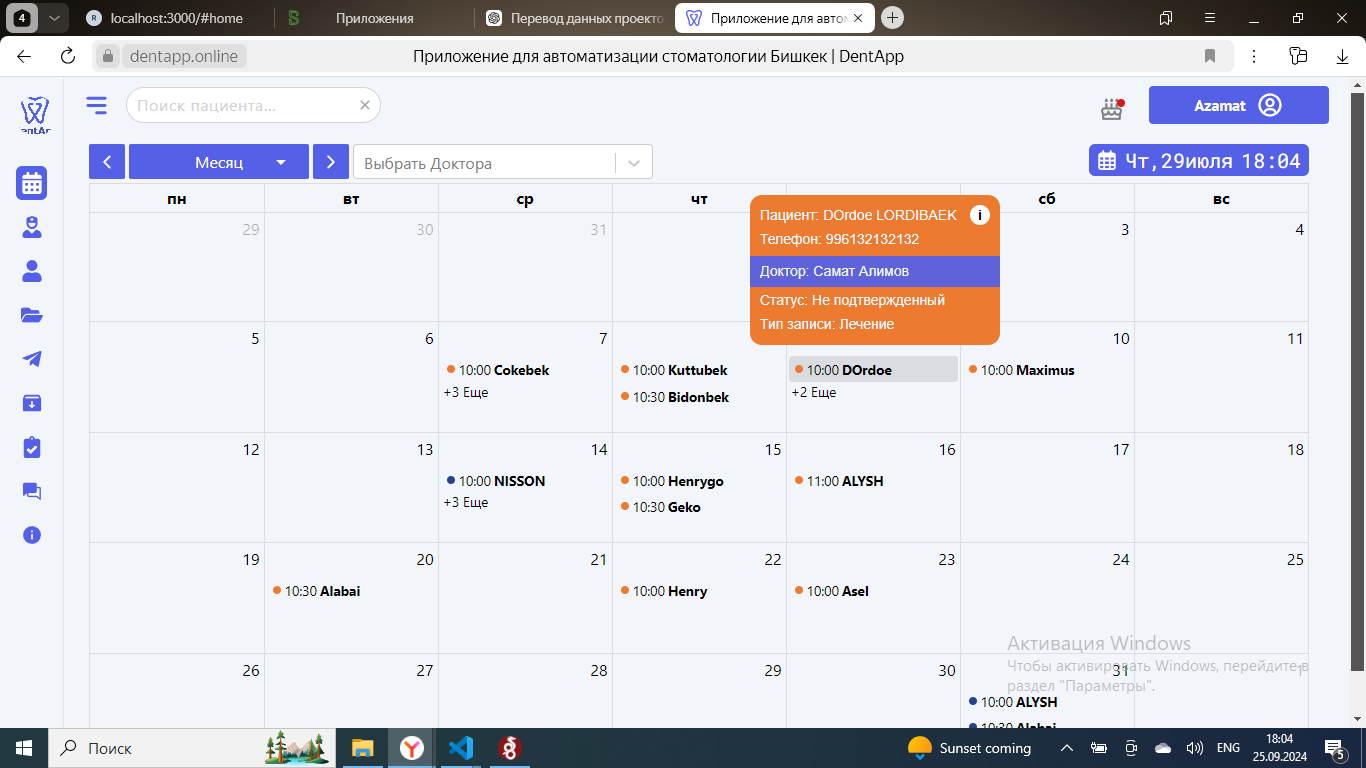 4
R localhost:3000/#home
S Приложения
Перевод данных проекто
Приложение для автом
dentapp.online
Приложение для автоматизации стоматологии Бишкек | DentApp
Поиск пациента...
Azamat
Месяц
Выбрать Доктора
Чт,29июля 18:04
пн вт ср чт сб вс
29 30 31 3 4
Пациент: DOrdoe LORDIBAEK
Телефон: 996132132132
Доктор: Самат Алимов
Статус: Не подтвержденный
Тип записи: Лечение
5 6 7 10 11
10:00 Cokebek
+3 Еще
10:00 Kuttubek
10:30 Bidonbek
10:00 DOrdoe
+2 Еще
10:00 Maximus
12 13 14 15 16 17 18
10:00 NISSON
+3 Еще
10:00 Henrygo
10:30 Geko
11:00 ALYSH
19 20 21 22 23 24 25
10:30 Alabai
10:00 Henry
10:00 Asel
26 27 28 29 30 31 1
10:00 ALYSH
10:30 Alabai
Активация Windows
Чтобы активировать Windows, перейдите в
раздел "Параметры".
Поиск
Sunset coming
ENG
18:04
25.09.2024
5